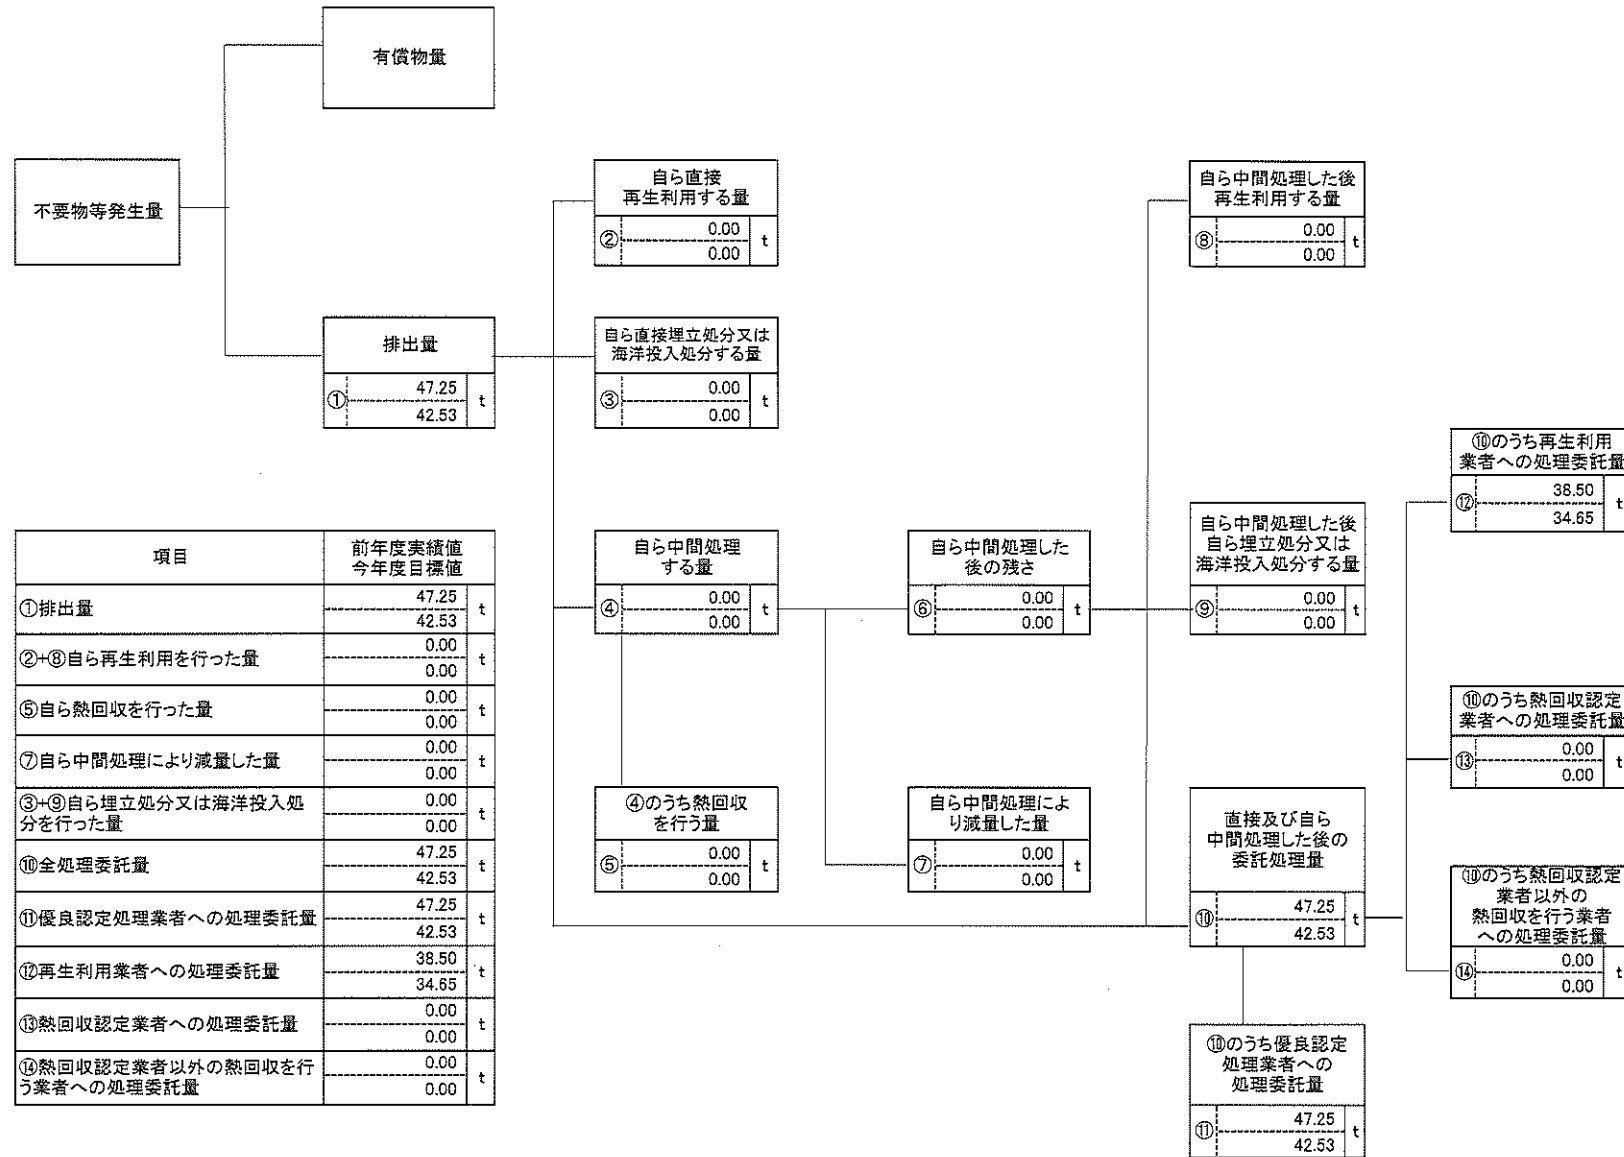 有償物量
不要物等発生量
排出量
① 47.25 t
42.53
自ら直接
再生利用する量
② 0.00 t
0.00
自ら直接埋立処分又は
海洋投入処分する量
③ 0.00 t
0.00
自ら中間処理
する量
④ 0.00 t
0.00
④のうち熱回収
を行う量
⑤ 0.00 t
0.00
自ら中間処理した
後の残さ
⑥ 0.00 t
0.00
自ら中間処理によ
り減量した量
⑦ 0.00 t
0.00
自ら中間処理した後
再生利用する量
⑧ 0.00 t
0.00
自ら中間処理した後
自ら埋立処分又は
海洋投入処分する量
⑨ 0.00 t
0.00
直接及び自ら
中間処理した後の
委託処理量
⑩ 47.25 t
42.53
⑩のうち優良認定
処理業者への
処理委託量
⑪ 47.25 t
42.53
⑩のうち再生利用
業者への処理委託量
⑫ 38.50 t
34.65
⑩のうち熱回収認定
業者への処理委託量
⑬ 0.00 t
0.00
⑩のうち熱回収認定
業者以外の
熱回収を行う業者
への処理委託量
⑭ 0.00 t
0.00
項目 前年度実績値
今年度目標値
①排出量 47.25 t
42.53
②+⑧自ら再生利用を行った量 0.00 t
0.00
⑤自ら熱回収を行った量 0.00 t
0.00
⑦自ら中間処理により減量した量 0.00 t
0.00
③+⑨自ら埋立処分又は海洋投入処 0.00 t
分を行った量 0.00
⑩全処理委託量 47.25 t
42.53
⑪優良認定処理業者への処理委託量 47.25 t
42.53
⑫再生利用業者への処理委託量 38.50 t
34.65
⑬熱回収認定業者への処理委託量 0.00 t
0.00
⑭熱回収認定業者以外の熱回収を行 0.00 t
う業者への処理委託量 0.00